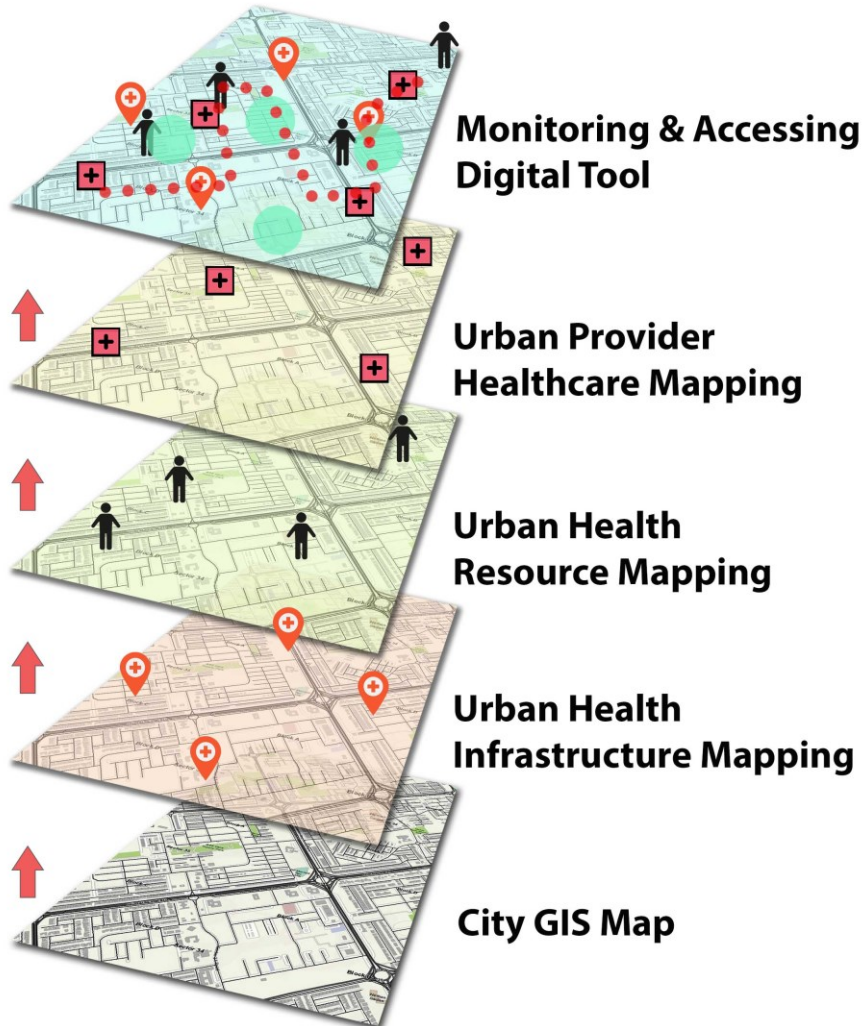 Monitoring & Accessing
Digital Tool
Urban Provider
Healthcare Mapping
Urban Health
Resource Mapping
Urban Health
Infrastructure Mapping
City GIS Map